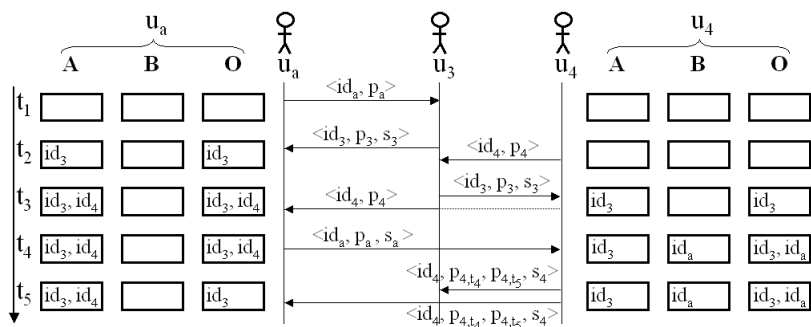 u_a u_4
A B O u_a u_3 u_4 A B O
t_1 <id_a, p_a>
t_2 id_3 id_3 <id_3, p_3, s_3> <id_4, p_4>
<id_3, p_3, s_3>
t_3 id_3, id_4 id_3, id_4 <id_4, p_4> id_3 id_3
t_4 id_3, id_4 id_3, id_4 <id_a, p_a, s_a> id_3 id_a id_3, id_a
<id_4, p_4,t_4, p_4,t_5, s_4>
t_5 id_3, id_4 id_3 id_3 id_a id_3, id_a
<id_4, p_4,t_4, p_4,t_5, s_4>